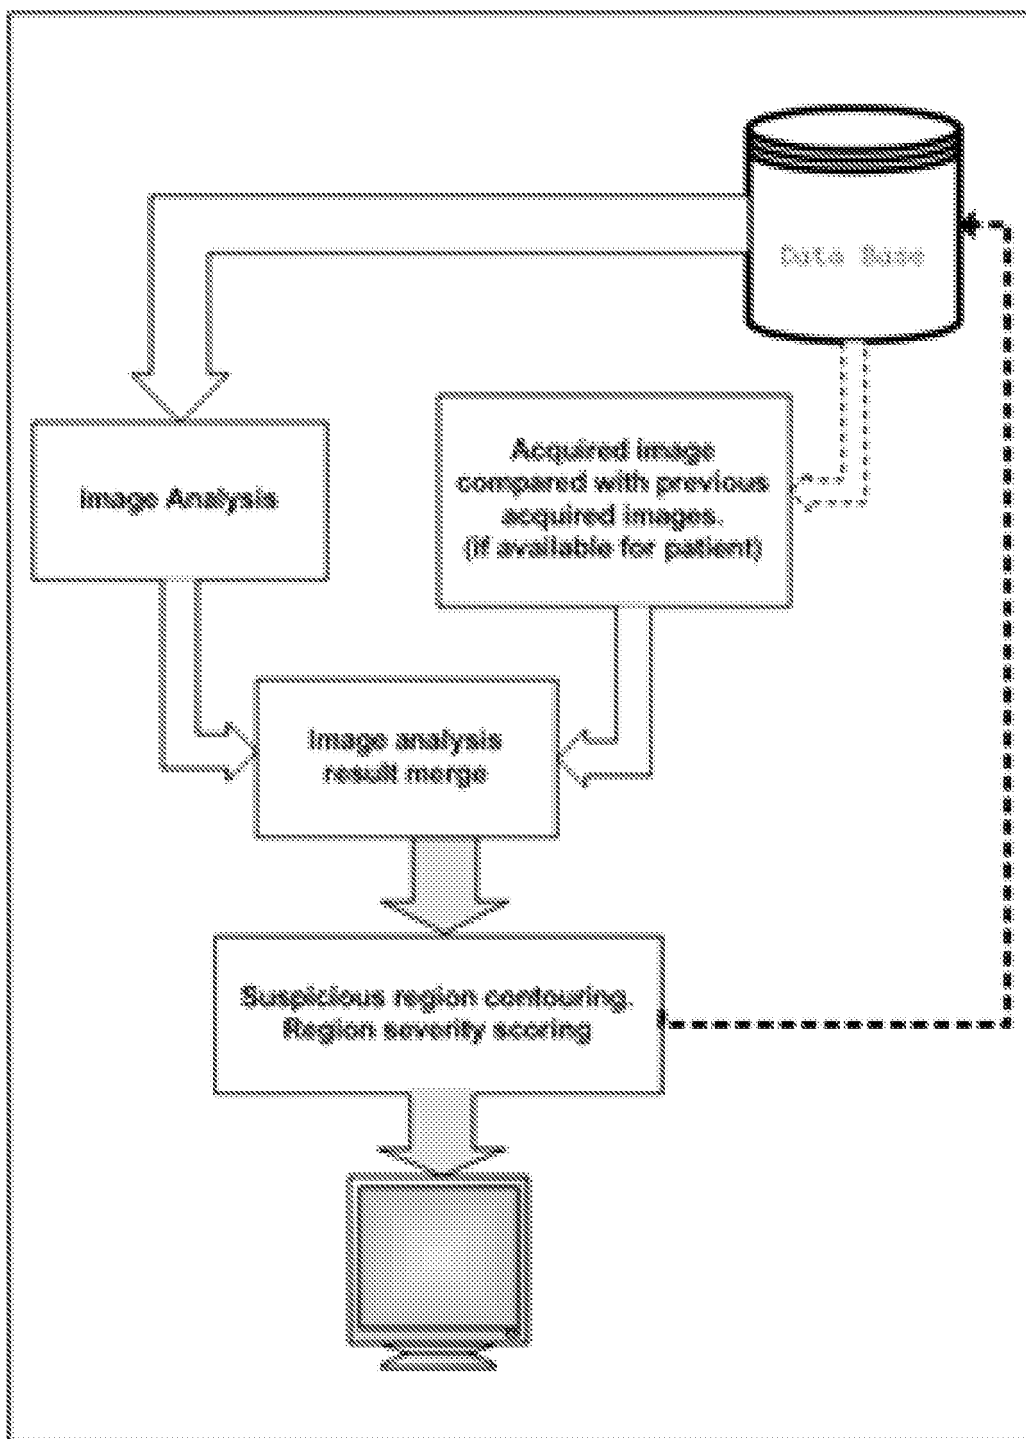 Data Base
Acquired image
compared with previous
acquired images.
(If available for patient)
Image Analysis
Image analysis
result merge
Suspicious region contouring.
Region severity scoring